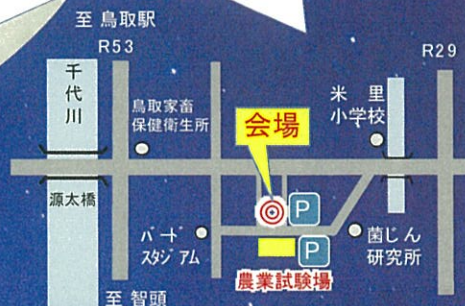 至 鳥取駅
R53
R29
千代川
鳥取家畜
保健衛生所
会場
米里
小学校
源太橋
P
バード
スタジアム
P
菌じん
研究所
農業試験場
至 智頭